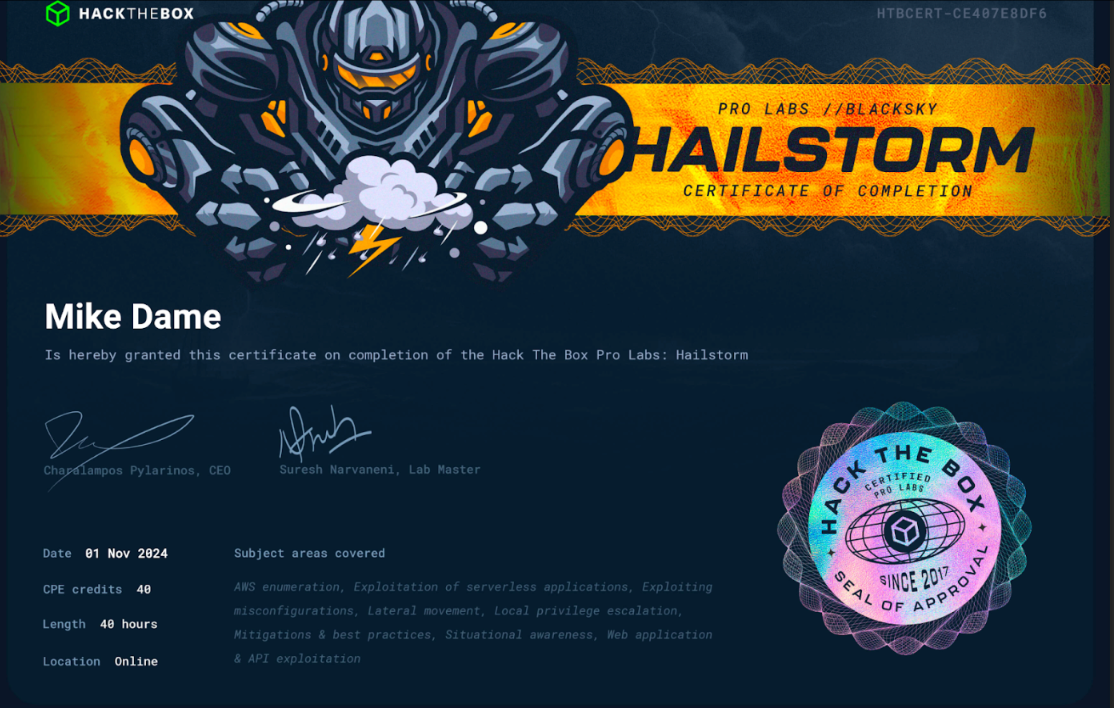 HACKTHEBOX
HTBCERT-CE407E8DF6
PRO LABS //BLACKSKY
HAILSTORM
CERTIFICATE OF COMPLETION
Mike Dame
Is hereby granted this certificate on completion of the Hack The Box Pro Labs: Hailstorm
Charalampos Pylarinos, CEO
Suresh Narvaneni, Lab Master
HACK THE BOX
CERTIFIED
PRO LABS
SINCE 2017
SEAL OF APPROVAL
Date 01 Nov 2024
CPE credits 40
Length 40 hours
Location Online
Subject areas covered
AWS enumeration, Exploitation of serverless applications, Exploiting
misconfigurations, Lateral movement, Local privilege escalation,
Mitigations & best practices, Situational awareness, Web application
& API exploitation